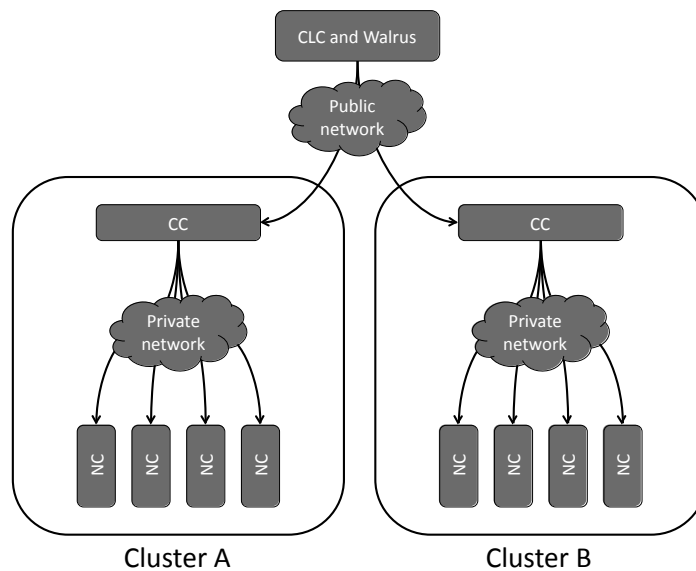 CLC and Walrus
Public
network
CC
CC
Private
network
Private
network
NC
NC
NC
NC
NC
NC
NC
NC
Cluster A
Cluster B